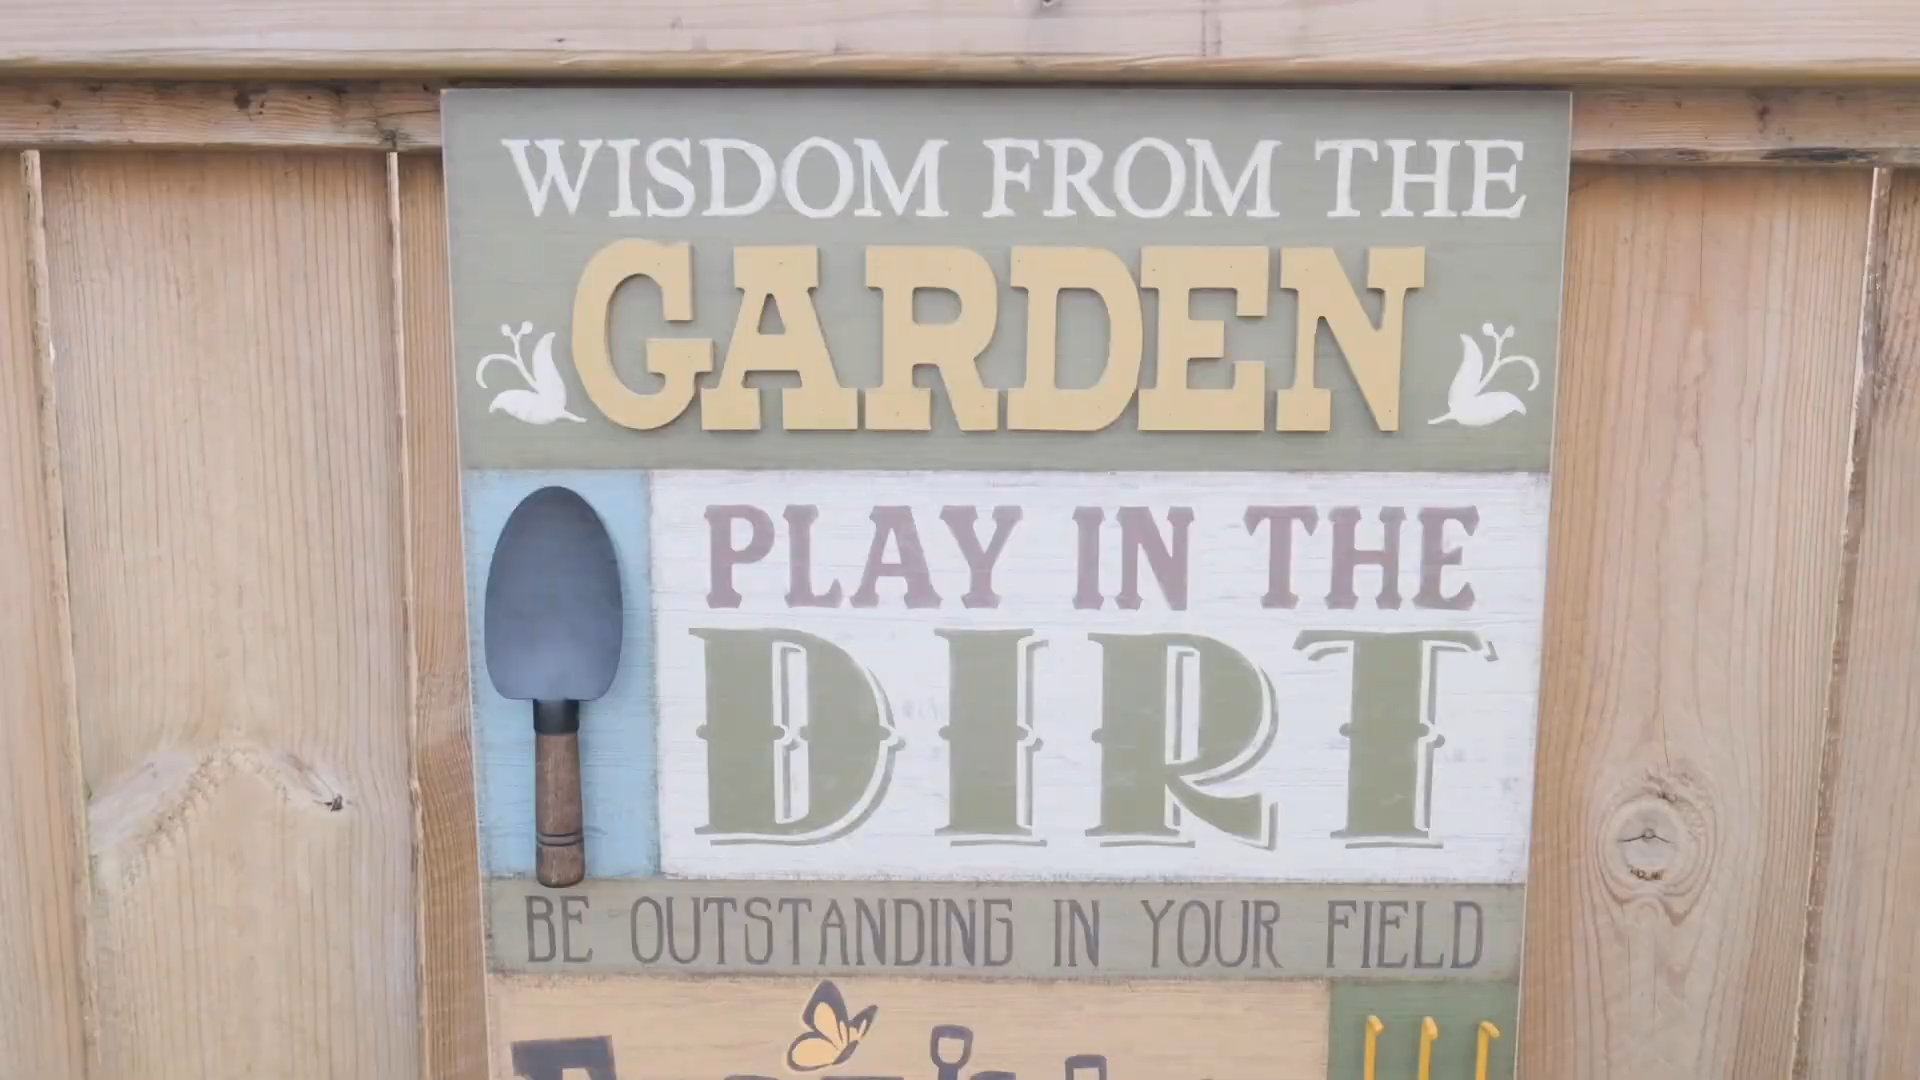 WISDOM FROM THE
GARDEN
PLAY IN THE
DIRT
BE OUTSTANDING IN YOUR FIELD